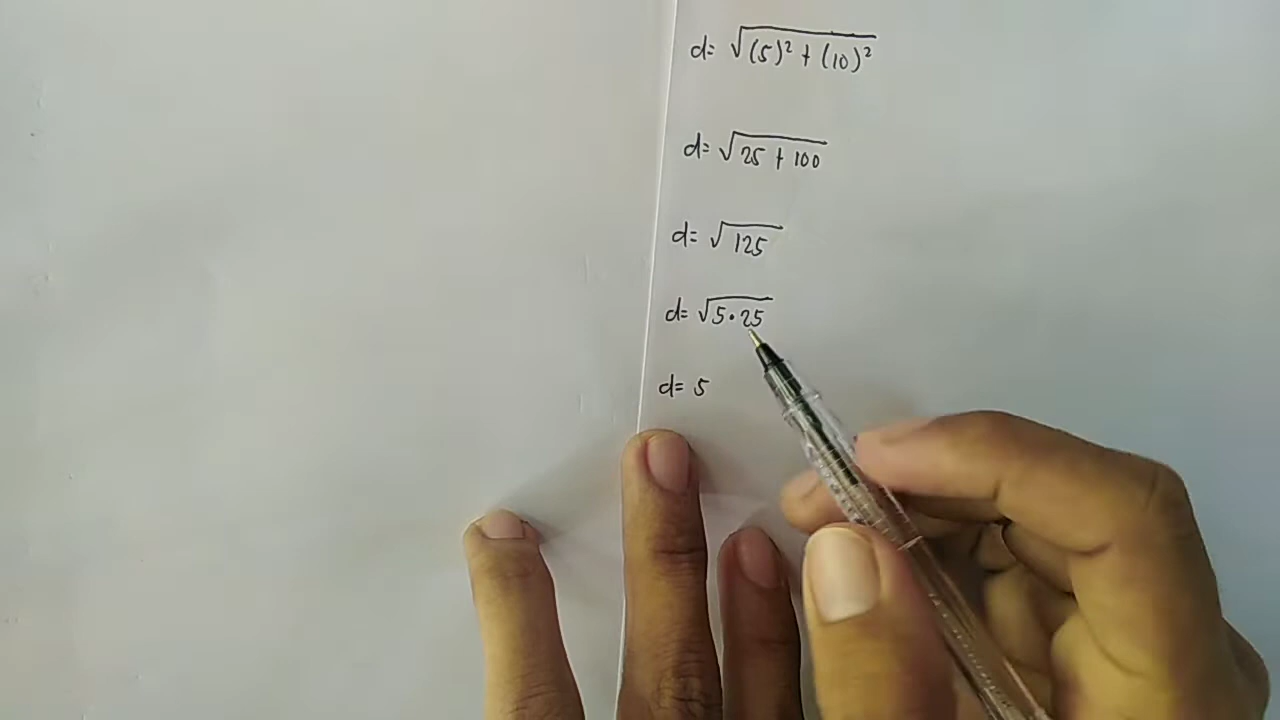 d= √(5)² + (10)²
d= √25 + 100
d= √125
d= √5·25
d= 5